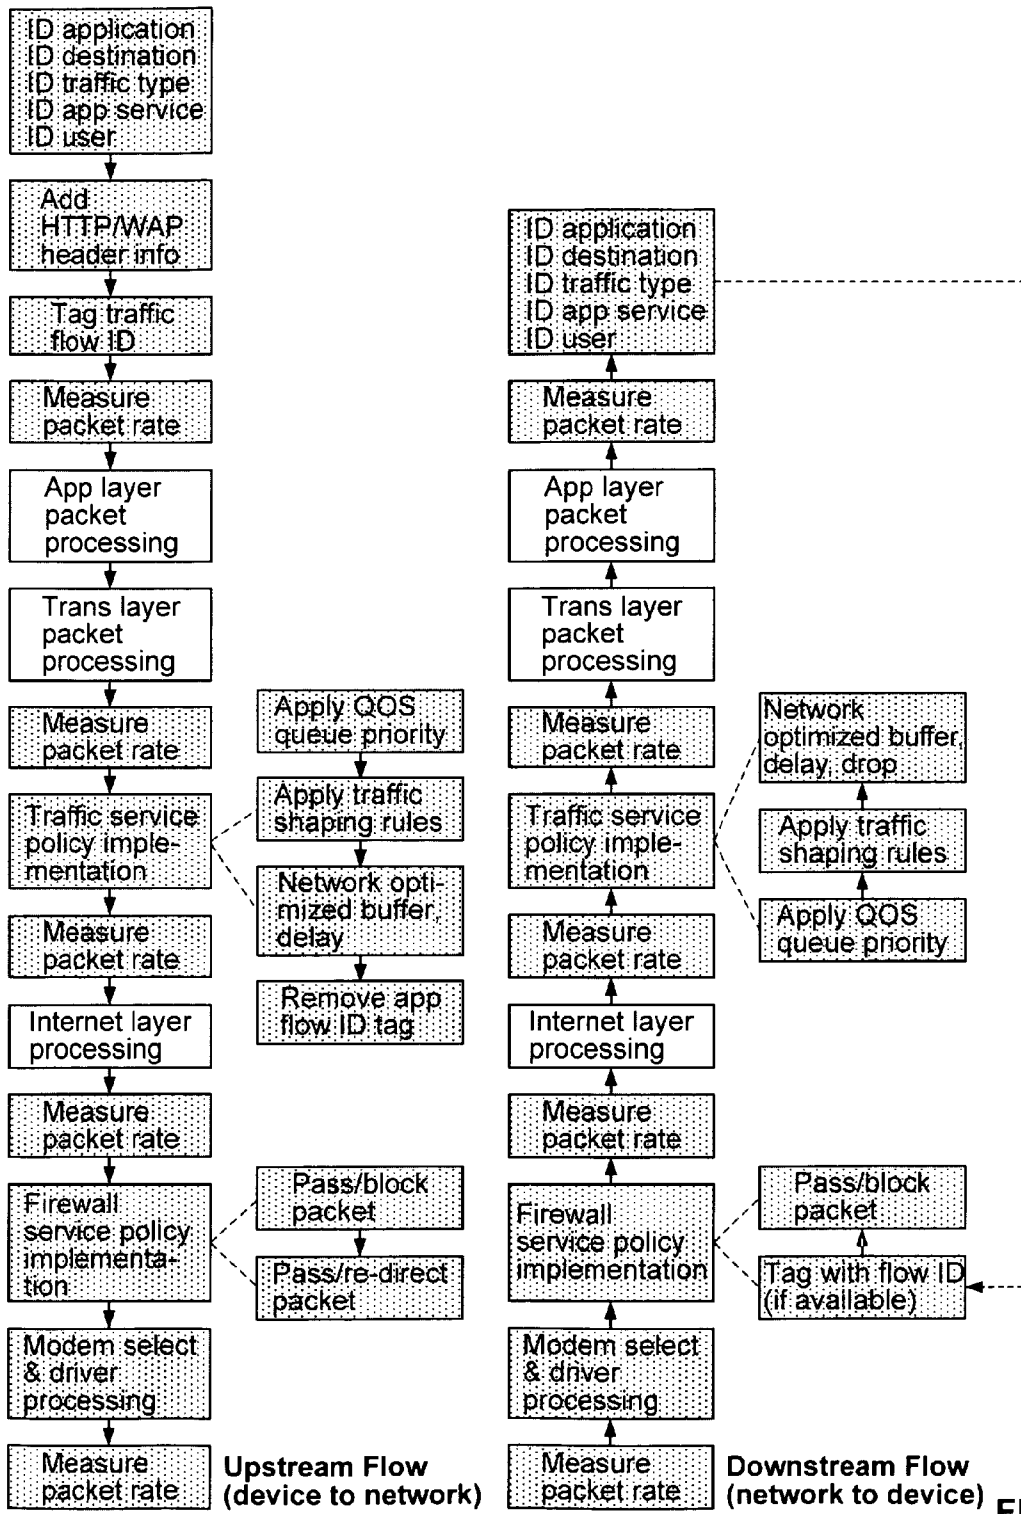 ID application
ID destination
ID traffic type
ID app service
ID user
Add
HTTP/WAP
header info
Tag traffic
flow ID
Measure
packet rate
App layer
packet
processing
Trans layer
packet
processing
Measure
packet rate
Traffic service
policy imple-
mentation
Measure
packet rate
Internet layer
processing
Measure
packet rate
Firewall
service policy
implementa-
tion
Modem select
& driver
processing
Measure
packet rate
Apply QOS
queue priority
Apply traffic
shaping rules
Network opti-
mized buffer,
delay
Remove app
flow ID tag
Pass/block
packet
Pass/re-direct
packet
Upstream Flow
(device to network)
ID application
ID destination
ID traffic type
ID app service
ID user
Measure
packet rate
App layer
packet
processing
Trans layer
packet
processing
Measure
packet rate
Traffic service
policy imple-
mentation
Measure
packet rate
Internet layer
processing
Measure
packet rate
Firewall
service policy
implementation
Modem select
& driver
processing
Measure
packet rate
Network
optimized buffer,
delay, drop
Apply traffic
shaping rules
Apply QOS
queue priority
Pass/block
packet
Tag with flow ID
(if available)
Downstream Flow
(network to device)